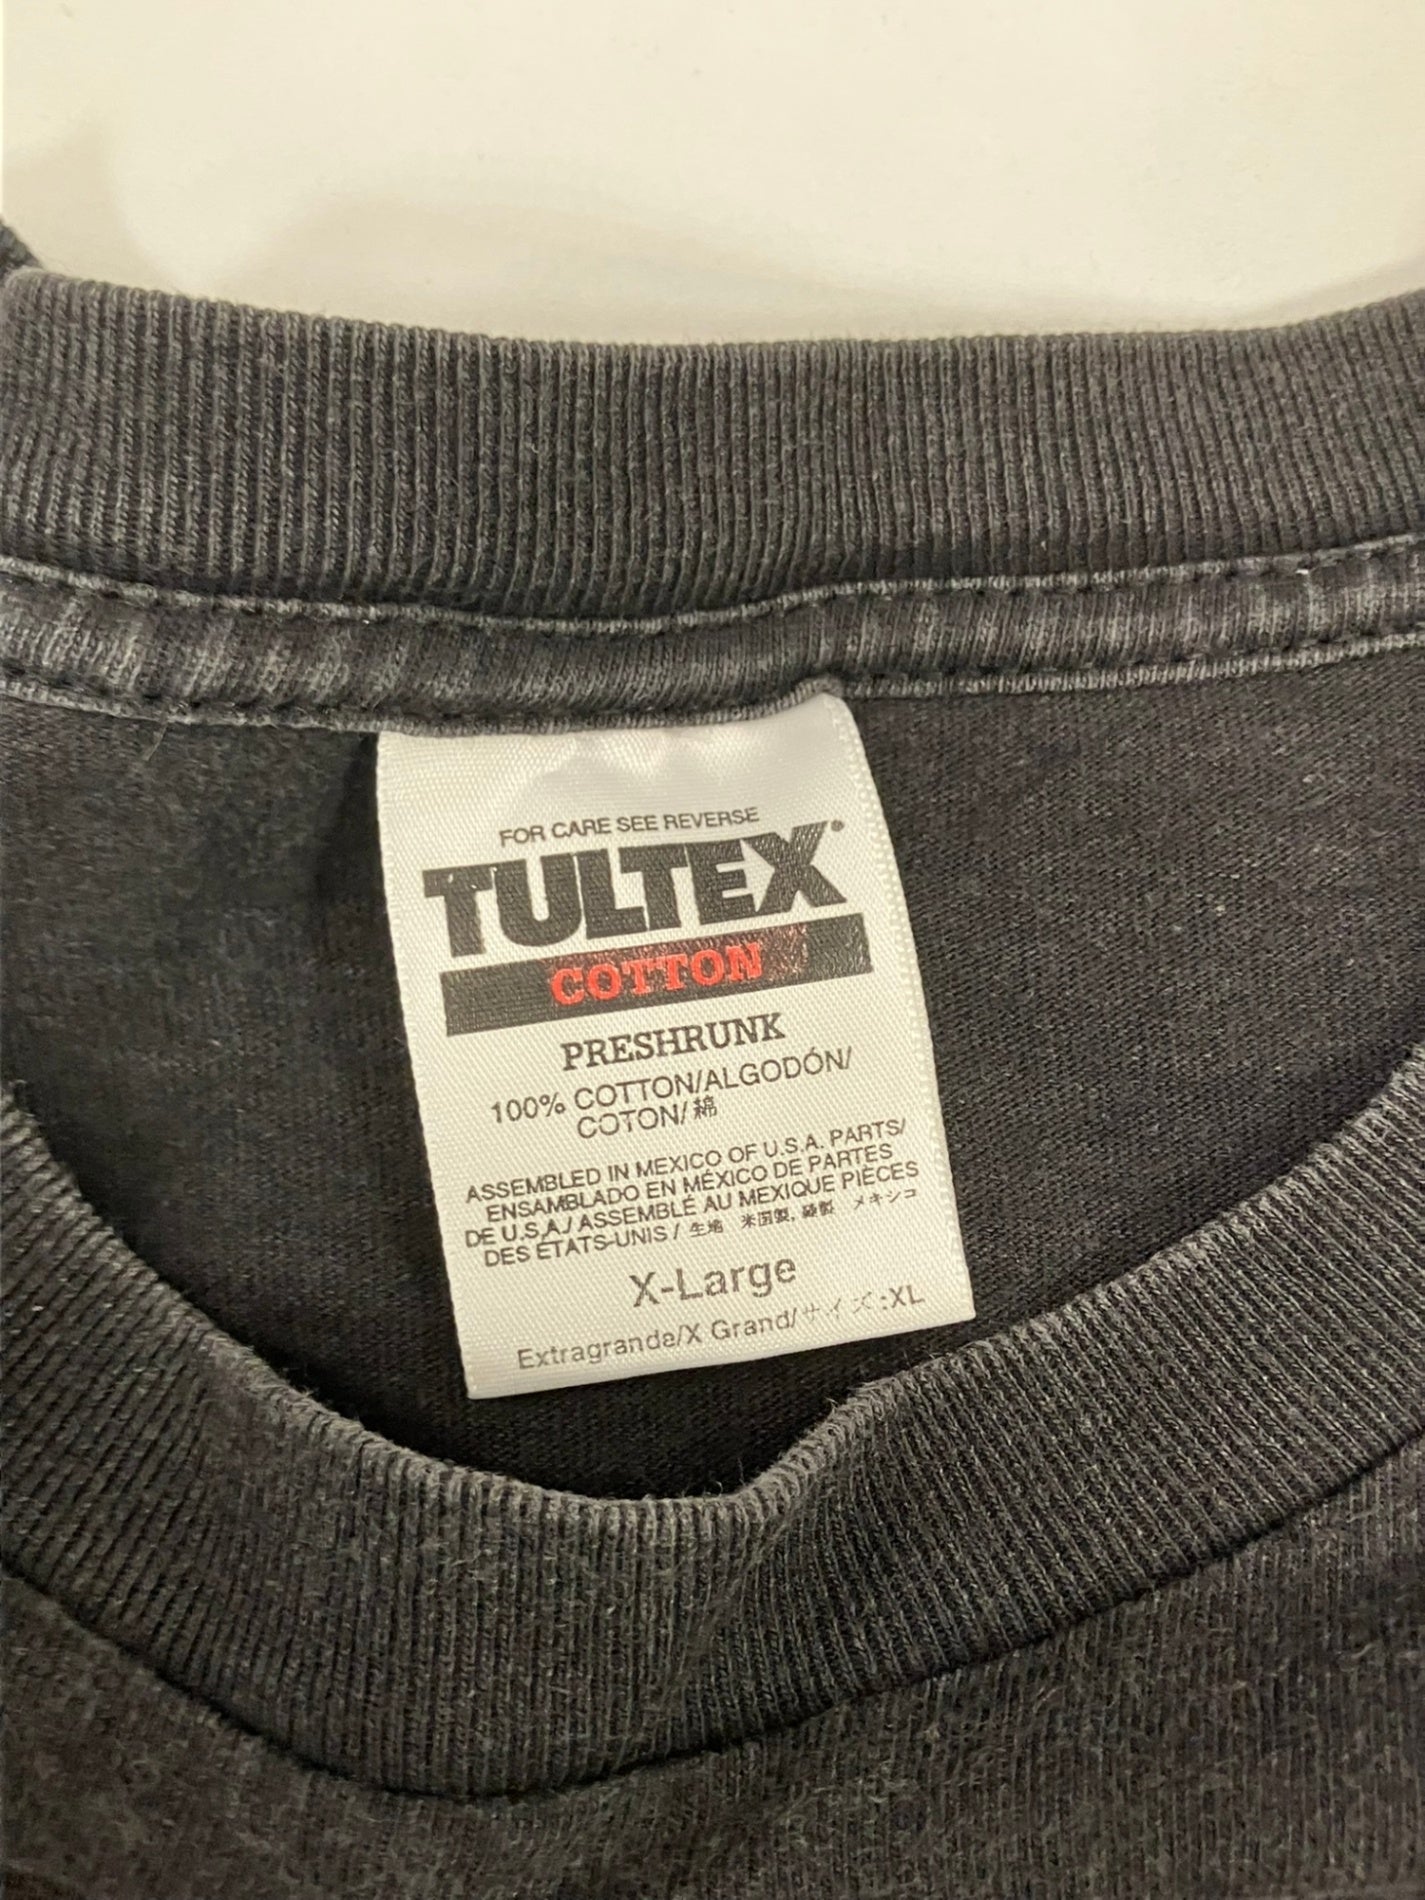 FOR CARE SEE REVERSE
TULTEX®
COTTON
PRESHRUNK
100% COTTON/ALGODÓN/
COTON/綿
ASSEMBLED IN MEXICO OF U.S.A. PARTS/
ENSAMBLADO EN MÉXICO DE PARTES
DE U.S.A./ ASSEMBLÉ AU MEXIQUE PIÈCES
DES ÉTATS-UNIS / 生地 米国製, 縫製 メキシコ
X-Large
Extragrande/X Grand/サイズ:XL